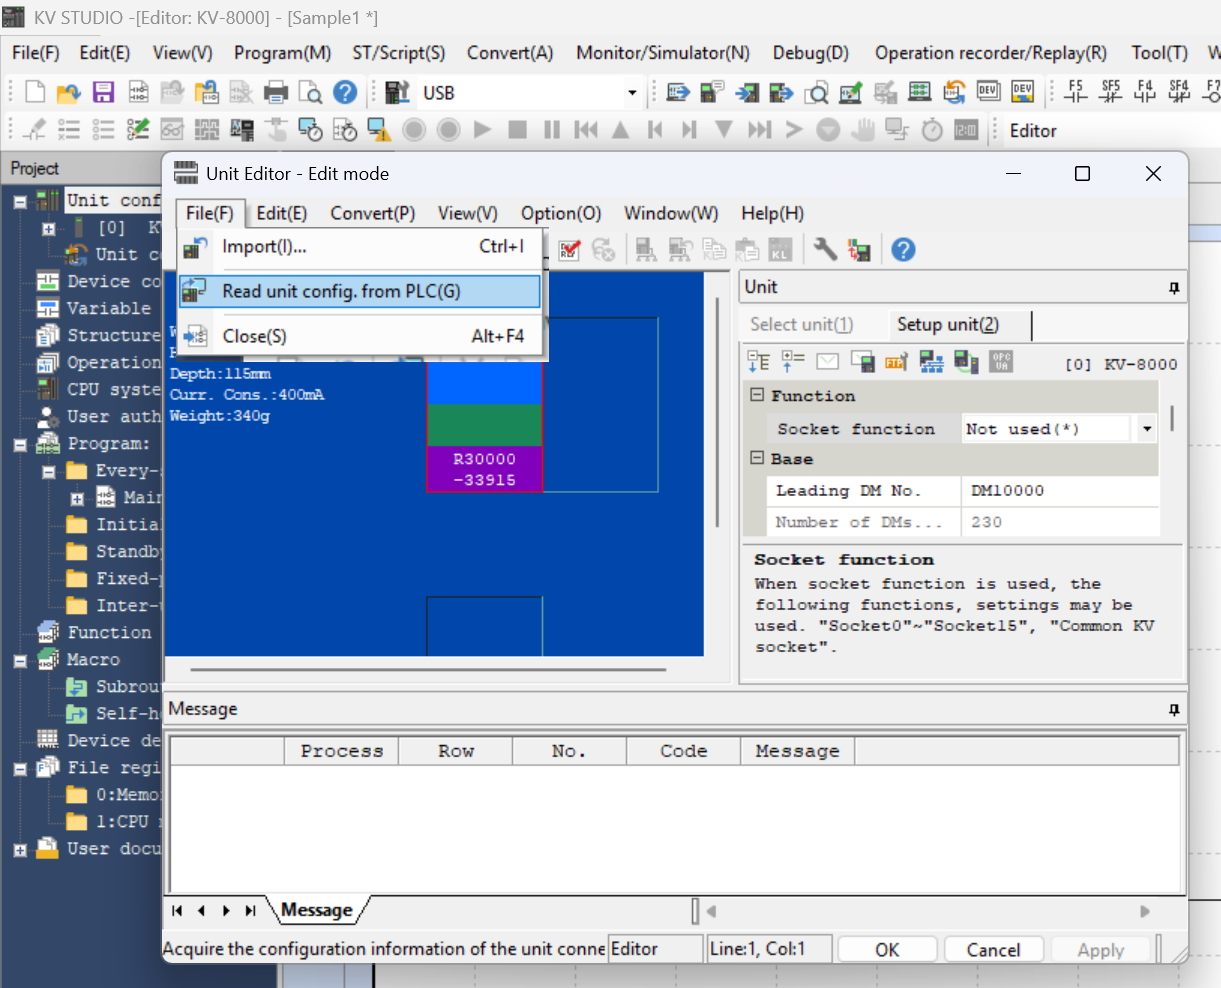 KV STUDIO -[Editor: KV-8000] - [Sample1 *]
File(F) Edit(E) View(V) Program(M) ST/Script(S) Convert(A) Monitor/Simulator(N) Debug(D) Operation recorder/Replay(R) Tool(T)
USB F5 SF5 F4 SF4 F7
Editor
Project
Unit conf
[0] KV
Unit co
Device co
Variable
Structure
Operation
CPU syste
User auth
Program:
Every-s
Main
Initia
Standby
Fixed-p
Inter-u
Function
Macro
Subrou
Self-h
Device de
File regi
0:Memo
1:CPU
User docu
Unit Editor - Edit mode
File(F) Edit(E) Convert(P) View(V) Option(O) Window(W) Help(H)
Import(I)... Ctrl+I
Read unit config. from PLC(G)
Close(S) Alt+F4
Depth:115mm
Curr. Cons.:400mA
Weight:340g
R30000
-33915
Unit
Select unit(1) Setup unit(2)
[0] KV-8000
Function
Socket function Not used(*)
Base
Leading DM No. DM10000
Number of DMs... 230
Socket function
When socket function is used, the
following functions, settings may be
used. "Socket0"~"Socket15", "Common KV
socket".
Message
Process Row No. Code Message
Message
Acquire the configuration information of the unit conne Editor Line:1, Col:1 OK Cancel Apply